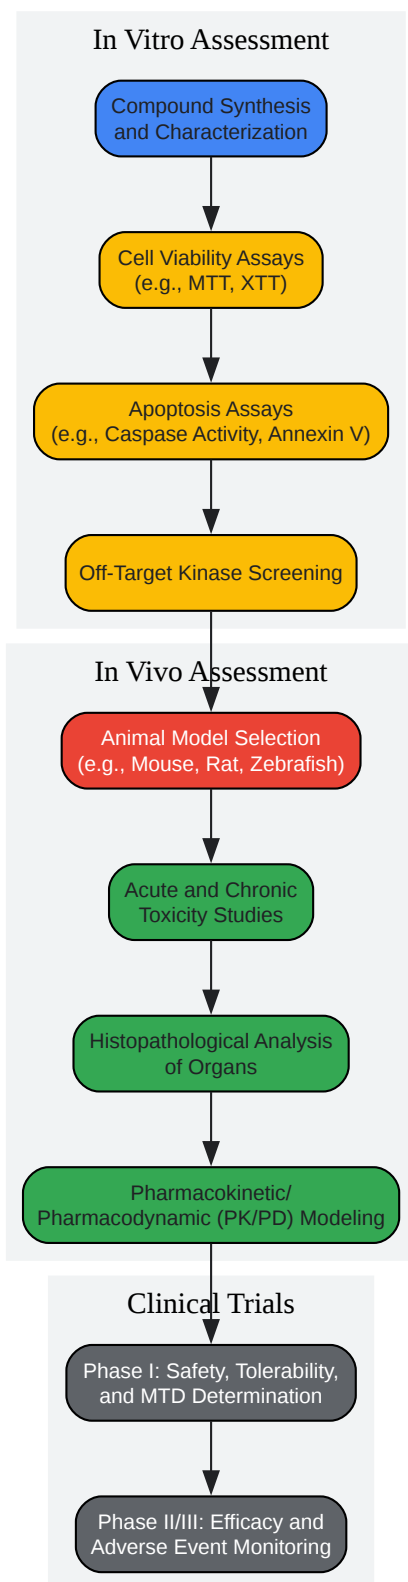 In Vitro Assessment
Compound Synthesis
and Characterization
Cell Viability Assays
(e.g., MTT, XTT)
Apoptosis Assays
(e.g., Caspase Activity, Annexin V)
Off-Target Kinase Screening
In Vivo Assessment
Animal Model Selection
(e.g., Mouse, Rat, Zebrafish)
Acute and Chronic
Toxicity Studies
Histopathological Analysis
of Organs
Pharmacokinetic/
Pharmacodynamic (PK/PD) Modeling
Clinical Trials
Phase I: Safety, Tolerability,
and MTD Determination
Phase II/III: Efficacy and
Adverse Event Monitoring